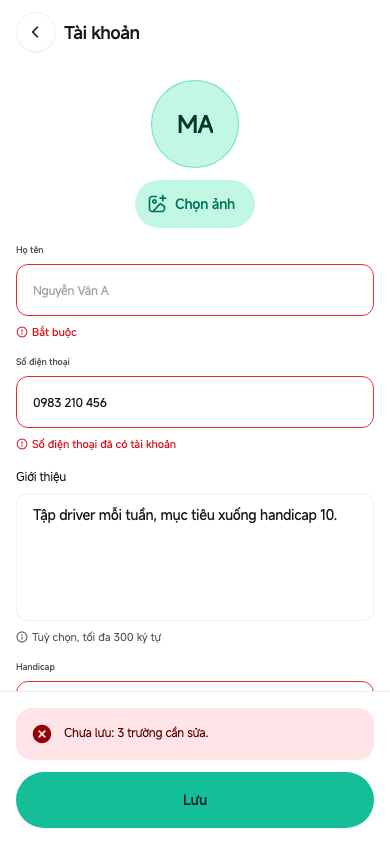 Tài khoản
MA
Chọn ảnh
Họ tên
Nguyễn Văn A
Bắt buộc
Số điện thoại
0983 210 456
Số điện thoại đã có tài khoản
Giới thiệu
Tập driver mỗi tuần, mục tiêu xuống handicap 10.
Tuỳ chọn, tối đa 300 ký tự
Handicap
Chưa lưu: 3 trường cần sửa.
Lưu